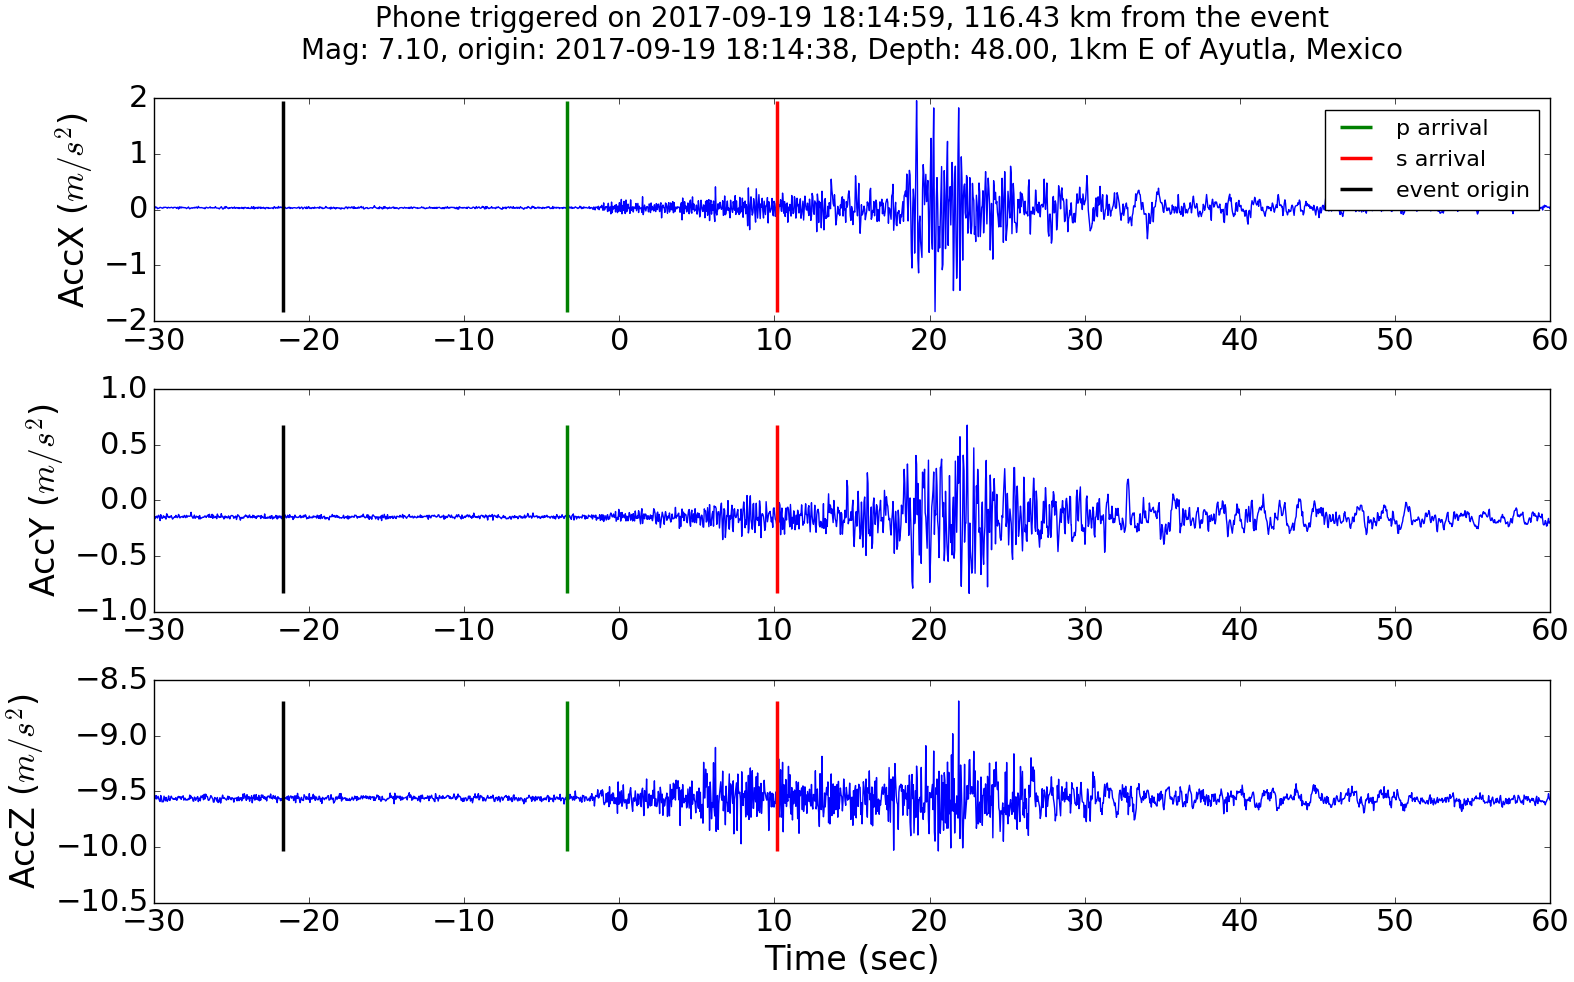 Phone triggered on 2017-09-19 18:14:59, 116.43 km from the event
Mag: 7.10, origin: 2017-09-19 18:14:38, Depth: 48.00, 1km E of Ayutla, Mexico
AccX (m/s²)
2
1
0
−1
−2
p arrival
s arrival
event origin
−30 −20 −10 0 10 20 30 40 50 60
AccY (m/s²)
1.0
0.5
0.0
−0.5
−1.0
−30 −20 −10 0 10 20 30 40 50 60
AccZ (m/s²)
−8.5
−9.0
−9.5
−10.0
−10.5
−30 −20 −10 0 10 20 30 40 50 60
Time (sec)